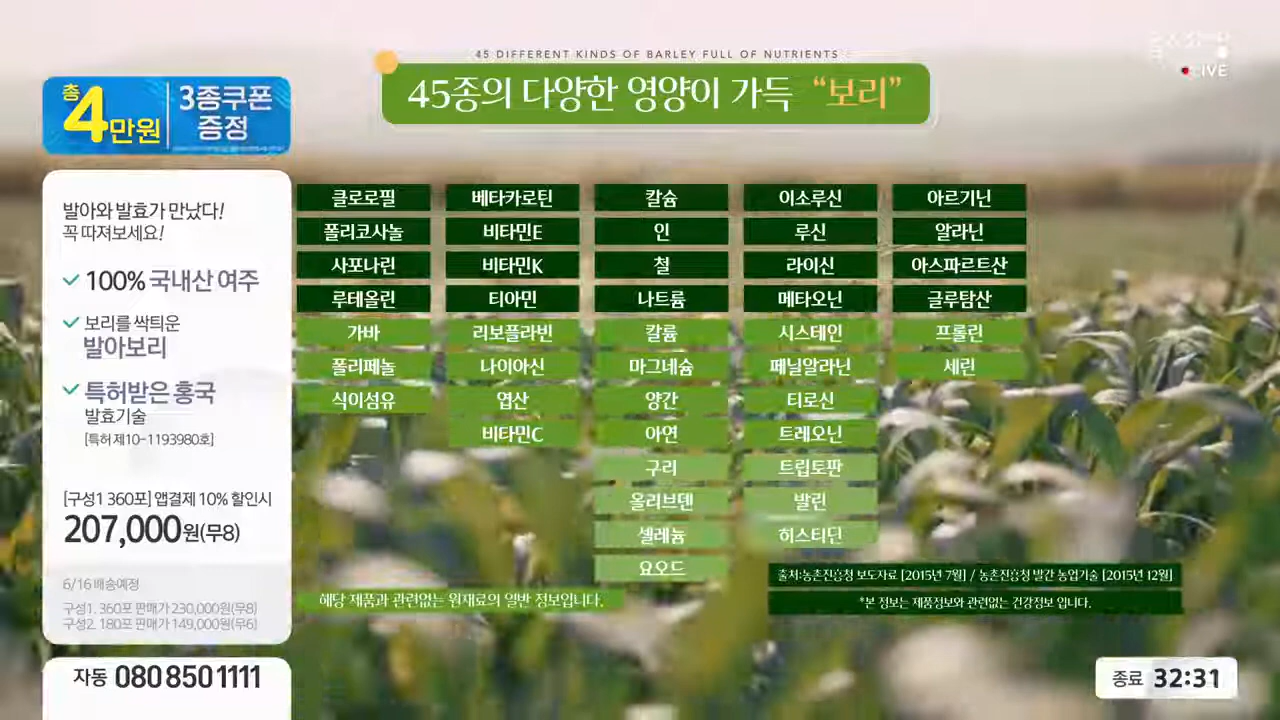 45 DIFFERENT KINDS OF BARLEY FULL OF NUTRIENTS
45종의 다양한 영양이 가득 “보리”
LIVE
총 4만원
3종쿠폰
증정
발아와 발효가 만났다!
꼭 따져보세요!
100% 국내산 여주
보리를 싹틔운
발아보리
특허받은 홍국
발효기술
[특허 제10-1193980호]
[구성1 360포] 앱결제 10% 할인시
207,000원(무8)
6/16 배송예정
구성1. 360포 판매가 230,000원(무8)
구성2. 180포 판매가 149,000원(무6)
자동 080 850 1111
클로로필 베타카로틴 칼슘 이소루신 아르기닌
폴리코사놀 비타민E 인 루신 알라닌
사포나린 비타민K 철 라이신 아스파르트산
루테올린 티아민 나트륨 메타오닌 글루탐산
가바 리보플라빈 칼륨 시스테인 프롤린
폴리페놀 나이아신 마그네슘 페닐알라닌 세린
식이섬유 엽산 양간 티로신
비타민C 아연 트레오닌
구리 트립토판
올리브덴 발린
셀레늄 히스티딘
요오드
해당 제품과 관련없는 원재료의 일반 정보입니다.
출처:농촌진흥청 보도자료 [2015년 7월] / 농촌진흥청 발간 농업기술 [2015년 12월]
*본 정보는 제품정보와 관련없는 건강정보 입니다.
종료 32:31